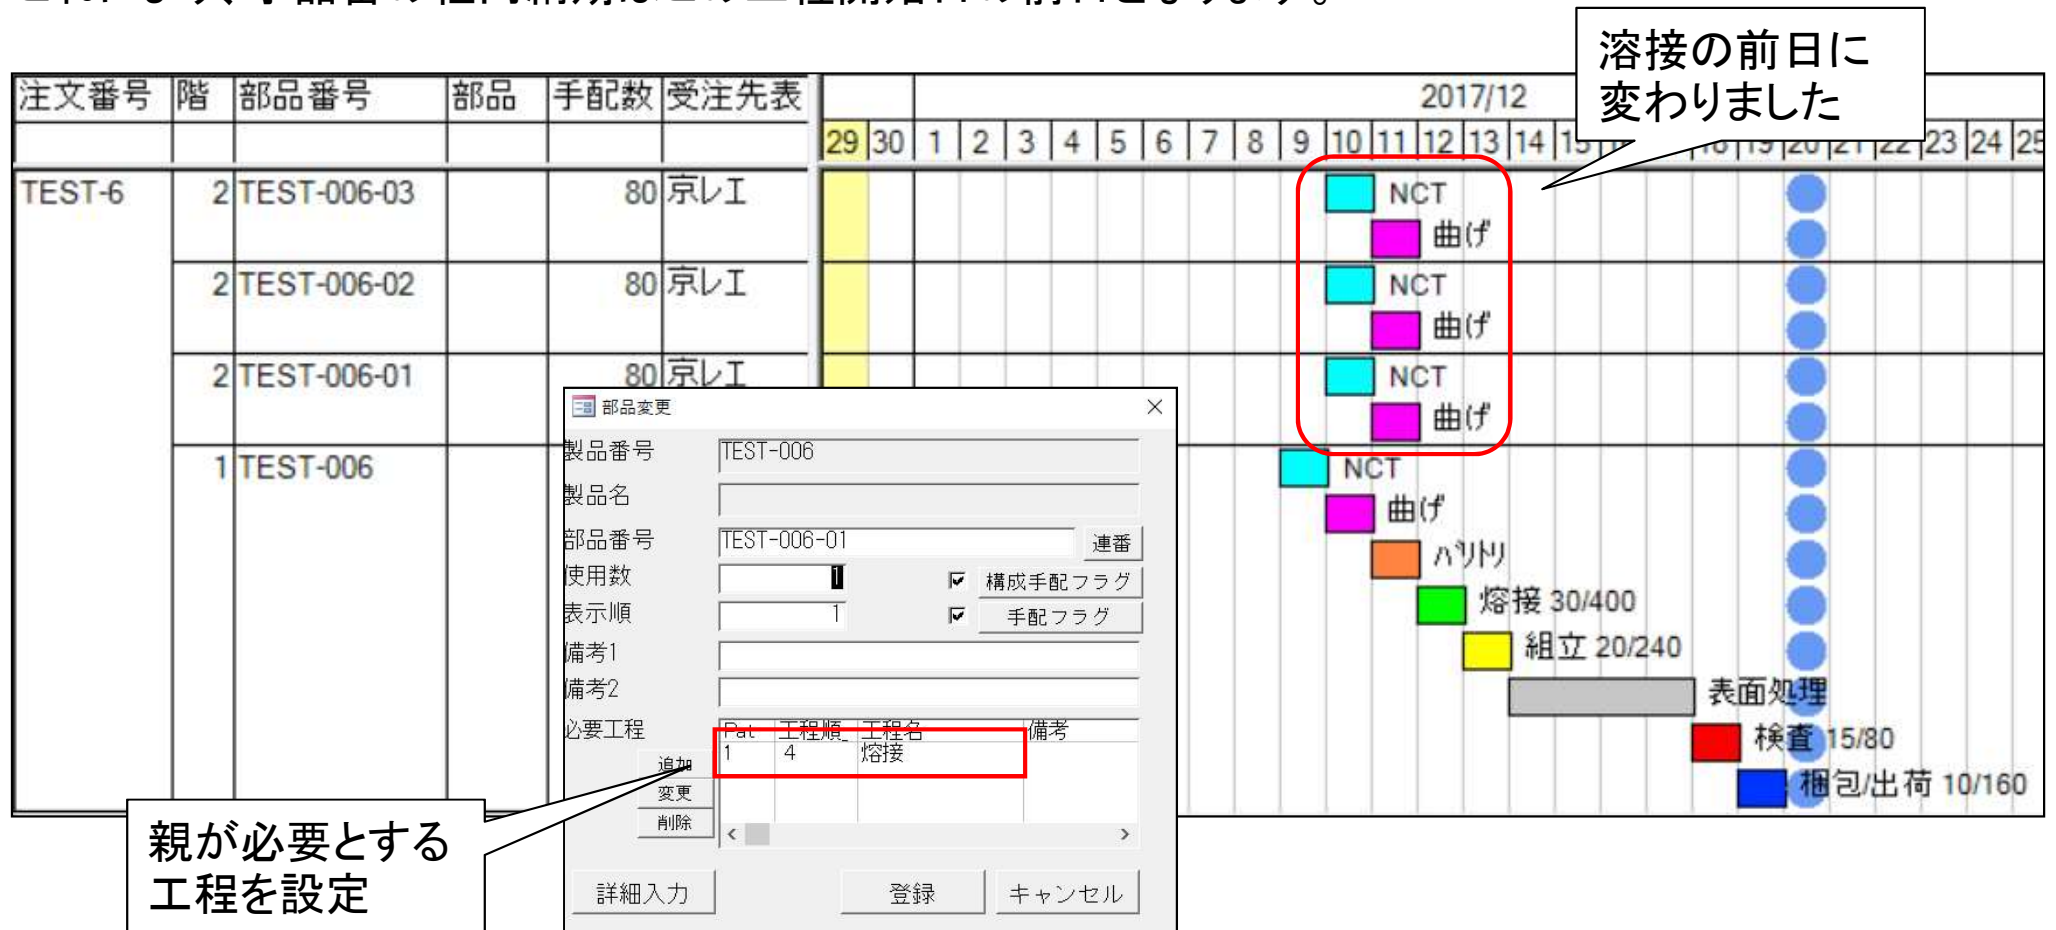 溶接の前日に
変わりました
注文番号 階 部品番号 部品 手配数 受注先表 2017/12
29 30 1 2 3 4 5 6 7 8 9 10 11 12 13 14 15 23 24 25
TEST-6 2 TEST-006-03 80 京レエ NCT
曲げ
2 TEST-006-02 80 京レエ NCT
曲げ
2 TEST-006-01 80 京レエ NCT
曲げ
1 TEST-006 NCT
曲げ
バリトリ
熔接 30/400
組立 20/240
表面処理
検査 15/80
梱包/出荷 10/160
部品変更
製品番号 TEST-006
製品名
部品番号 TEST-006-01 連番
使用数 1 構成手配フラグ
表示順 1 手配フラグ
備考1
備考2
必要工程 Pat 工程順_ 工程名 備考
1 4 熔接
追加
変更
削除
詳細入力 登録 キャンセル
親が必要とする
工程を設定